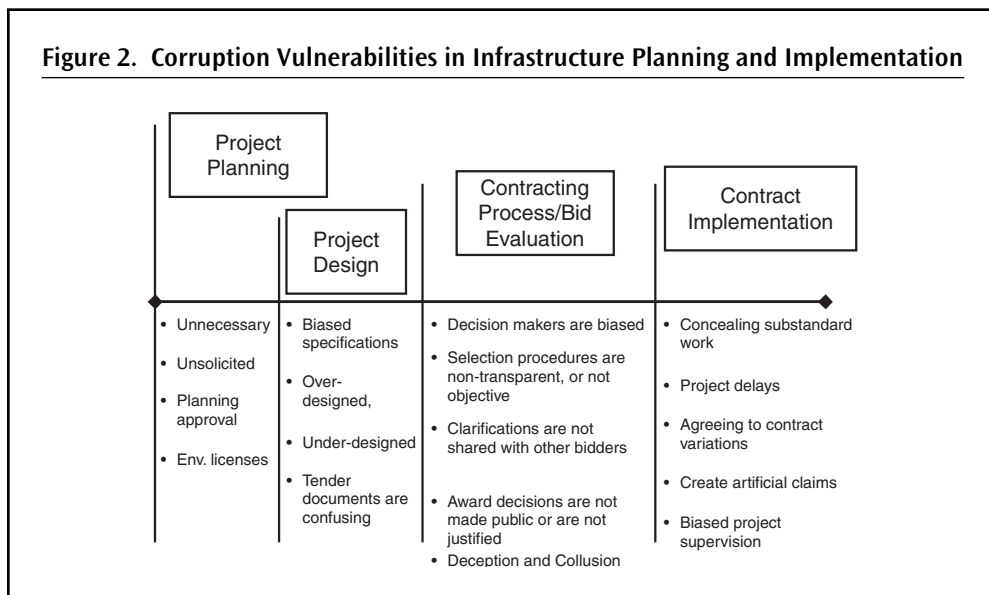 Figure 2. Corruption Vulnerabilities in Infrastructure Planning and Implementation
Project
Planning
Project
Design
Contracting
Process/Bid
Evaluation
Contract
Implementation
• Unnecessary
• Unsolicited
• Planning
approval
• Env. licenses
• Biased
specifications
• Over-
designed,
• Under-designed
• Tender
documents are
confusing
• Decision makers are biased
• Selection procedures are
non-transparent, or not
objective
• Clarifications are not
shared with other bidders
• Award decisions are not
made public or are not
justified
• Deception and Collusion
• Concealing substandard
work
• Project delays
• Agreeing to contract
variations
• Create artificial claims
• Biased project
supervision